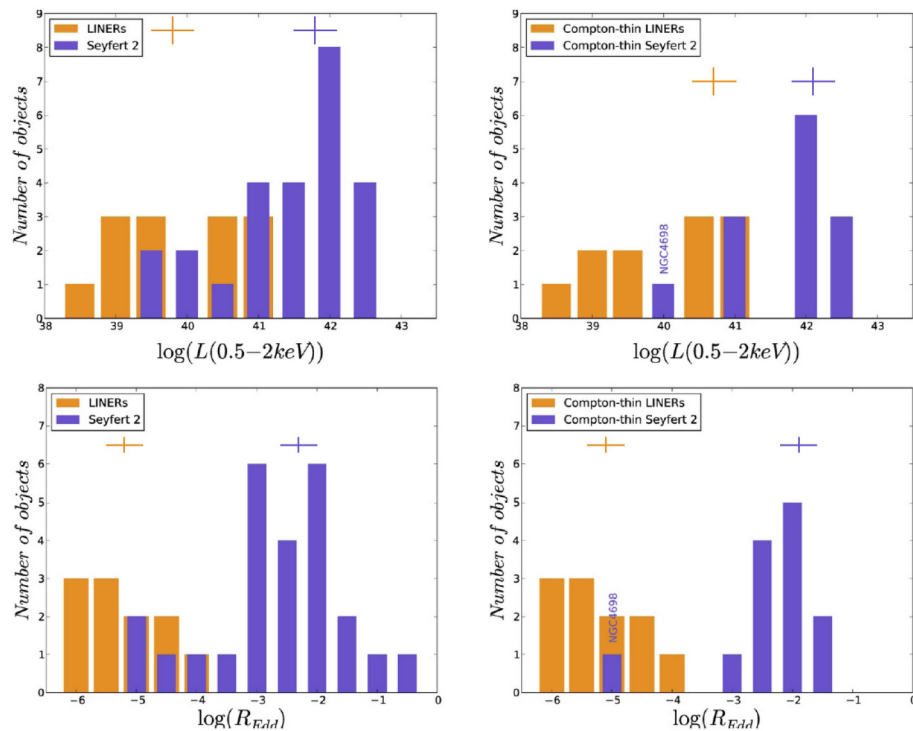 LINERs
Seyfert 2
Number of objects
9
8
7
6
5
4
3
2
1
0
38 39 40 41 42 43
log(L(0.5−2keV))
Compton-thin LINERs
Compton-thin Seyfert 2
NGC4698
Number of objects
9
8
7
6
5
4
3
2
1
0
38 39 40 41 42 43
log(L(0.5−2keV))
LINERs
Seyfert 2
Number of objects
8
7
6
5
4
3
2
1
0
−6 −5 −4 −3 −2 −1 0
log(R_Edd)
Compton-thin LINERs
Compton-thin Seyfert 2
NGC4698
Number of objects
8
7
6
5
4
3
2
1
0
−6 −5 −4 −3 −2 −1 0
log(R_Edd)